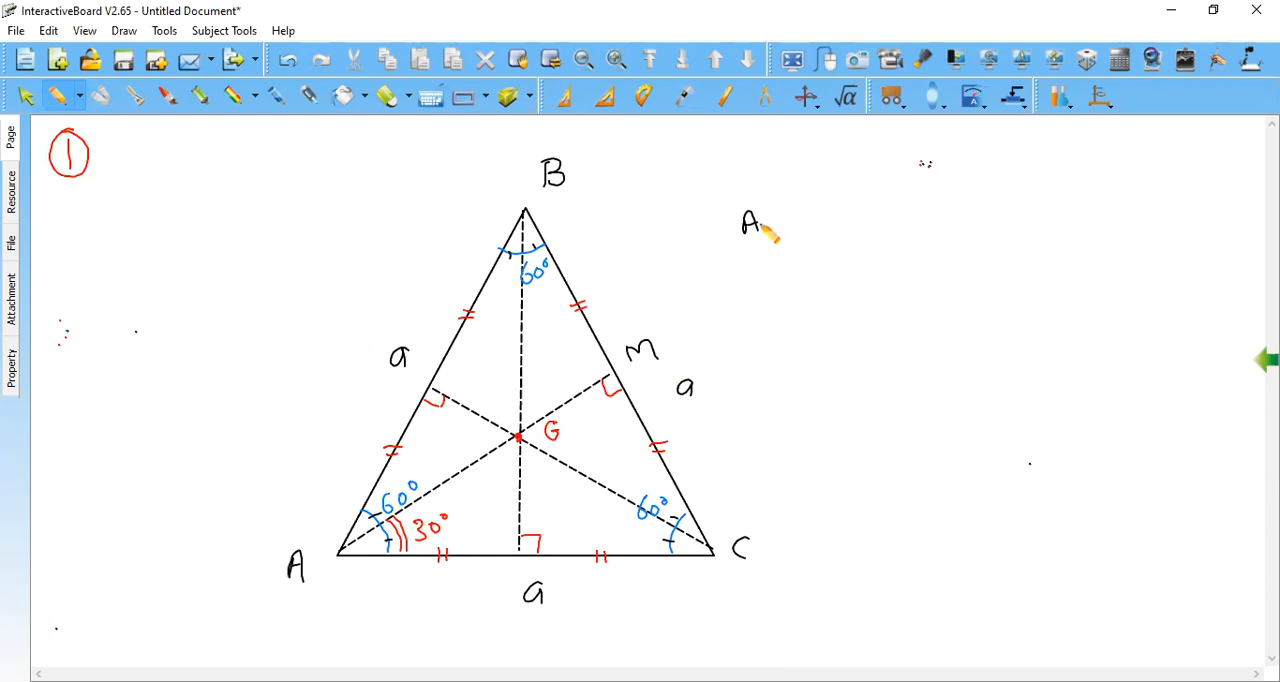 InteractiveBoard V2.65 - Untitled Document*
File Edit View Draw Tools Subject Tools Help
Page
Resource
File
Attachment
Property
1
B
A
60°
a
M
a
G
60°
60°
30°
A
C
a